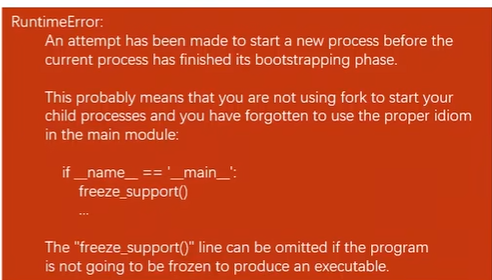 RuntimeError:
An attempt has been made to start a new process before the
current process has finished its bootstrapping phase.
This probably means that you are not using fork to start your
child processes and you have forgotten to use the proper idiom
in the main module:
if __name__ == '__main__':
freeze_support()
...
The "freeze_support()" line can be omitted if the program
is not going to be frozen to produce an executable.